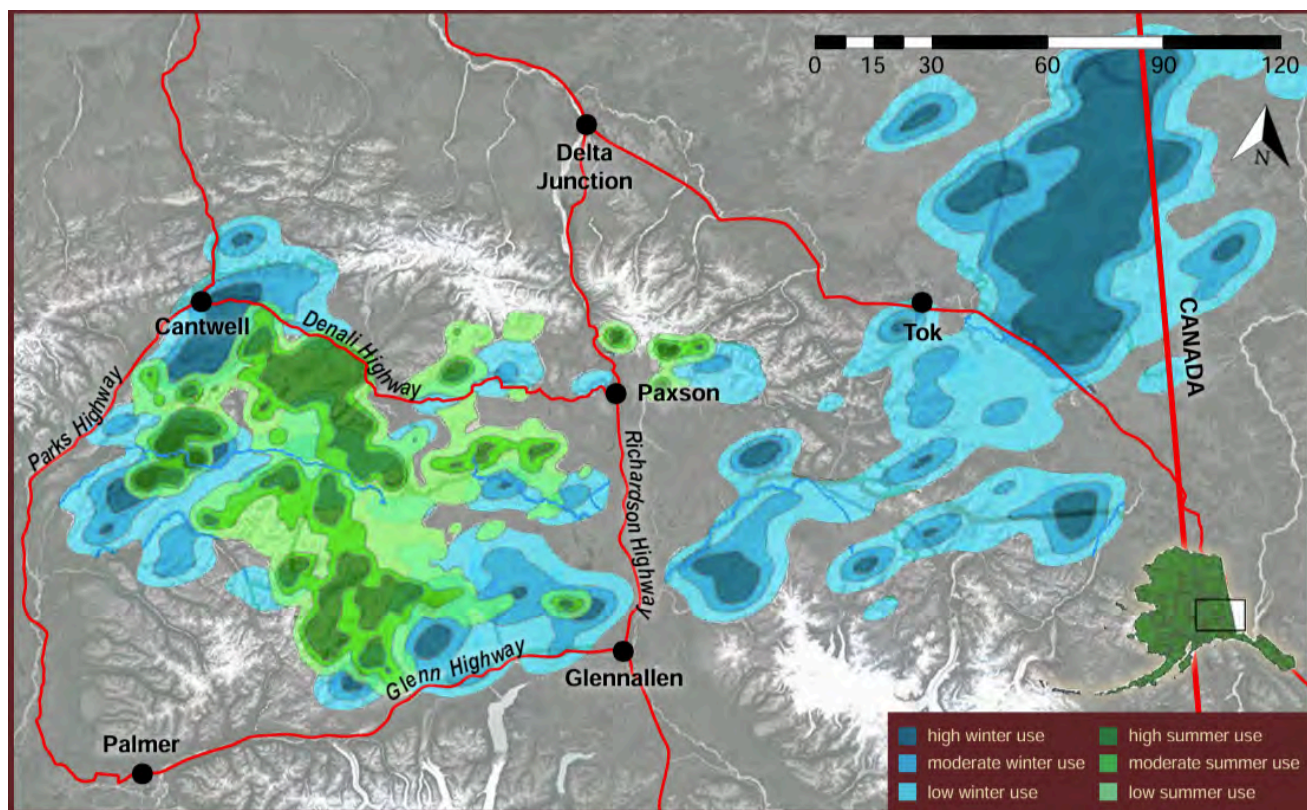 0 15 30 60 90 120
N
Delta
Junction
Cantwell
Denali Highway
Tok
CANADA
Paxson
Parks Highway
Richardson Highway
Glenn Highway
Glennallen
Palmer
high winter use
high summer use
moderate winter use
moderate summer use
low winter use
low summer use